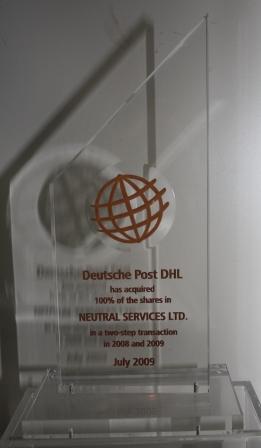 Deutsche Post DHL
has acquired
100% of the shares in
NEUTRAL SERVICES LTD.
in a two-step transaction
in 2008 and 2009
July 2009